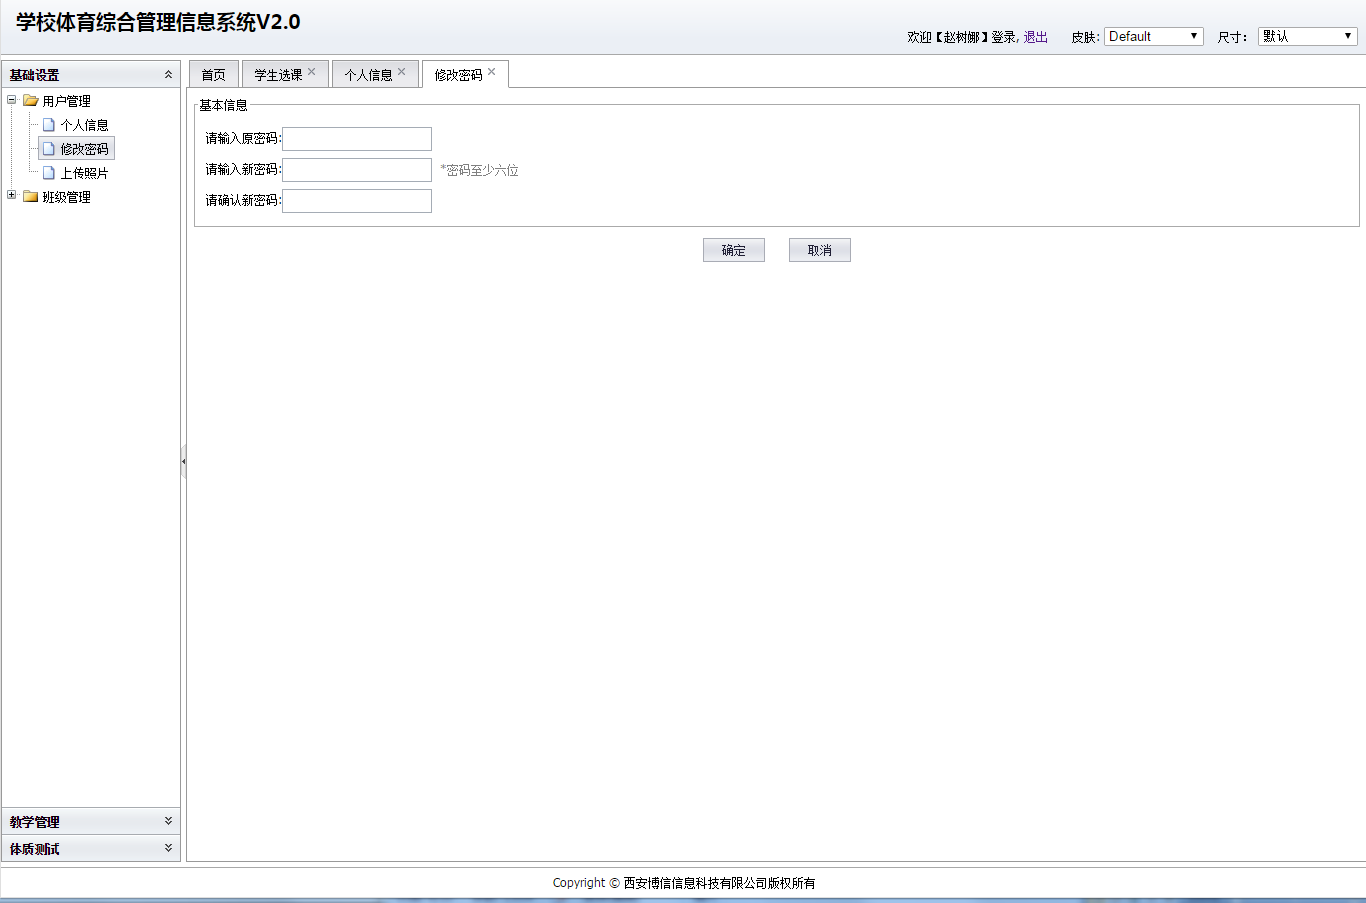 学校体育综合管理信息系统V2.0
欢迎【赵树娜】登录, 退出 皮肤: Default 尺寸： 默认
基础设置
用户管理
个人信息
修改密码
上传照片
班级管理
教学管理
体质测试
首页 学生选课 个人信息 修改密码
基本信息
请输入原密码:
请输入新密码: *密码至少六位
请确认新密码:
确定 取消
Copyright © 西安博信信息科技有限公司版权所有